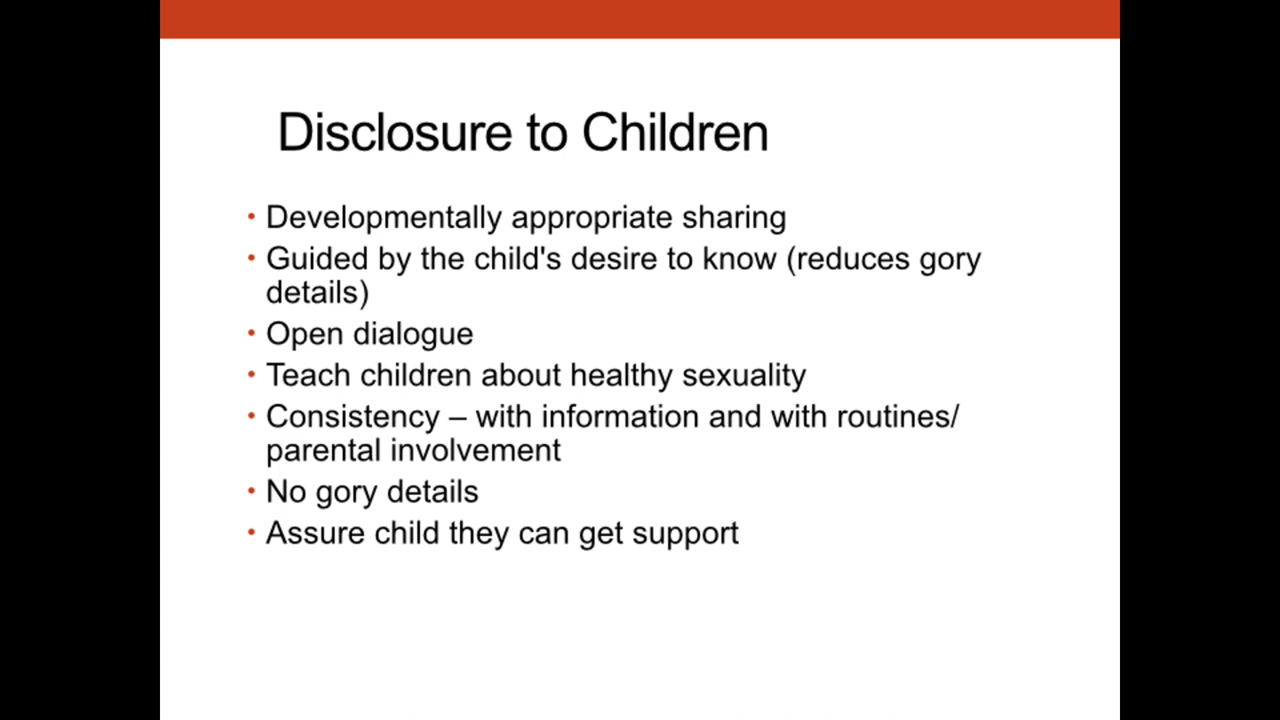 Disclosure to Children
• Developmentally appropriate sharing
• Guided by the child's desire to know (reduces gory
details)
• Open dialogue
• Teach children about healthy sexuality
• Consistency – with information and with routines/
parental involvement
• No gory details
• Assure child they can get support